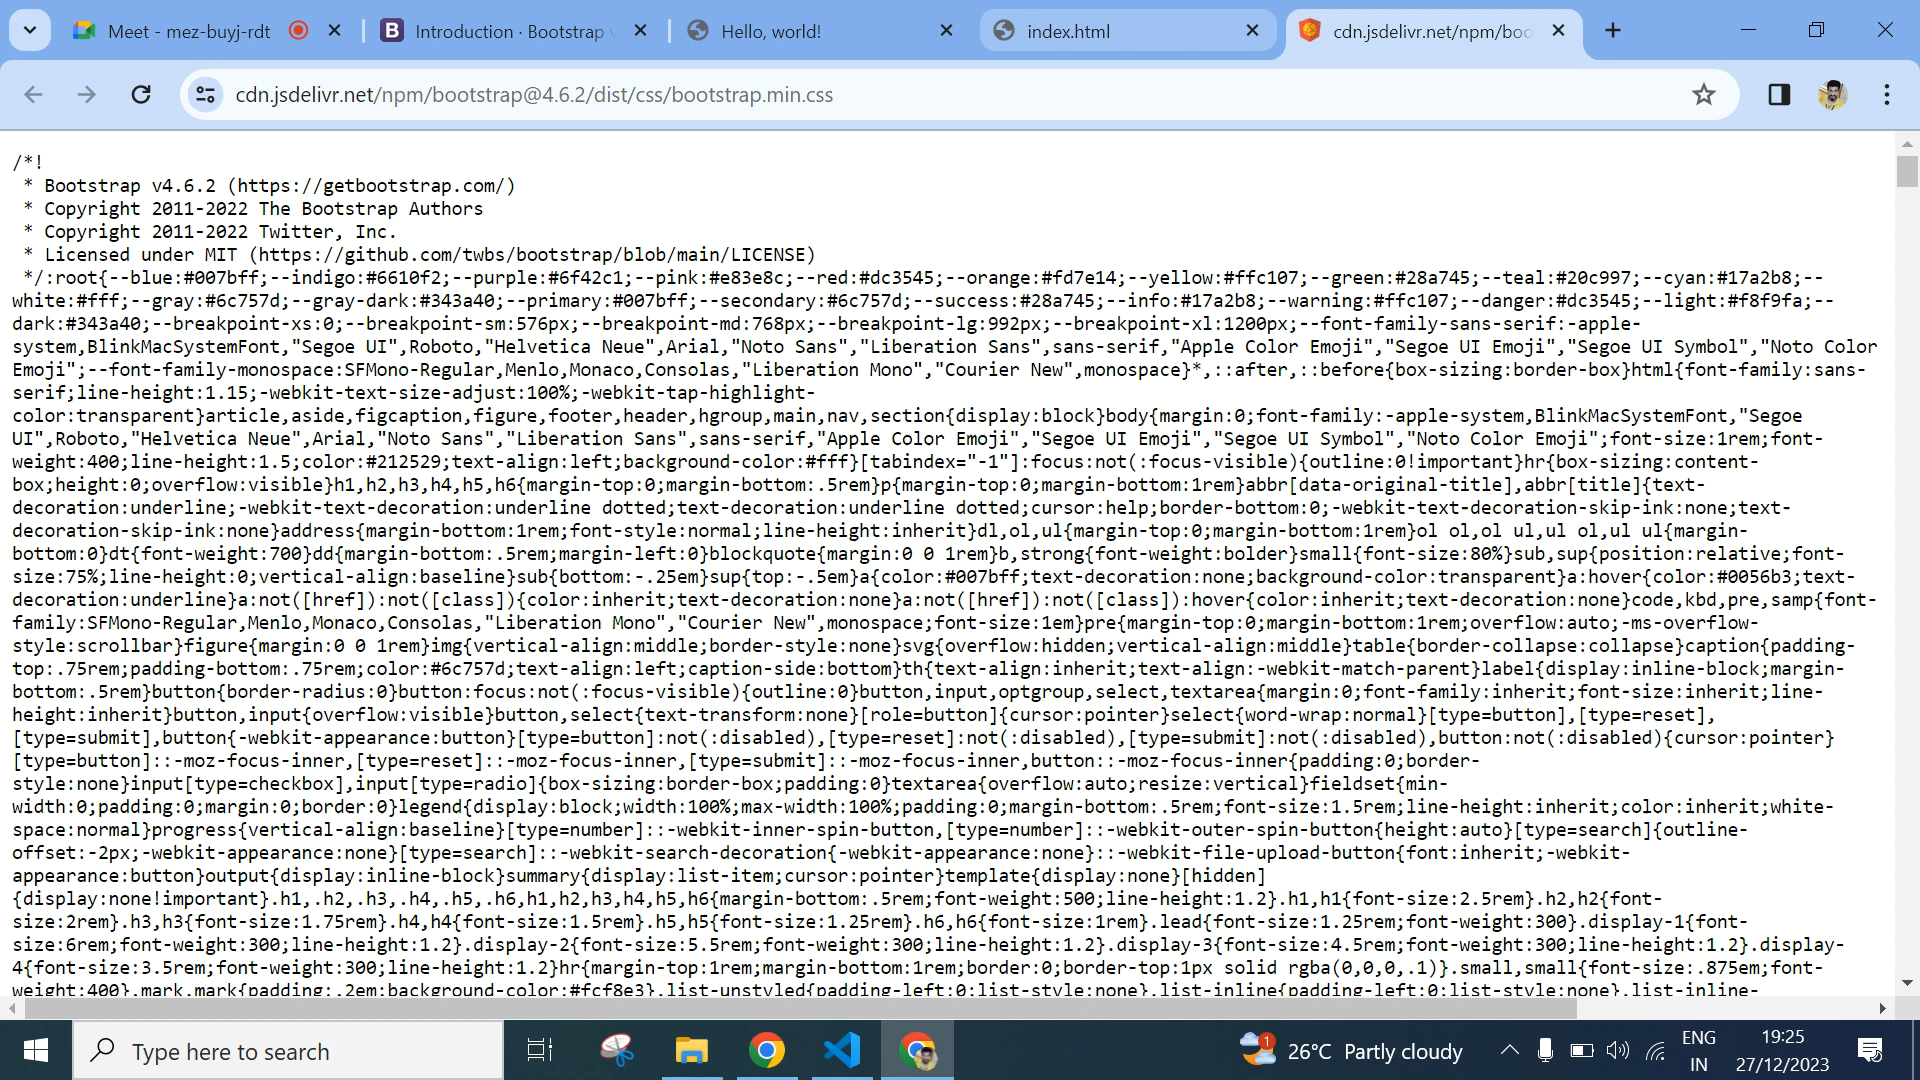 Meet - mez-buyj-rdt
Introduction · Bootstrap
Hello, world!
index.html
cdn.jsdelivr.net/npm/boo
cdn.jsdelivr.net/npm/bootstrap@4.6.2/dist/css/bootstrap.min.css
/*!
 * Bootstrap v4.6.2 (https://getbootstrap.com/)
 * Copyright 2011-2022 The Bootstrap Authors
 * Copyright 2011-2022 Twitter, Inc.
 * Licensed under MIT (https://github.com/twbs/bootstrap/blob/main/LICENSE)
 */:root{--blue:#007bff;--indigo:#6610f2;--purple:#6f42c1;--pink:#e83e8c;--red:#dc3545;--orange:#fd7e14;--yellow:#ffc107;--green:#28a745;--teal:#20c997;--cyan:#17a2b8;--
white:#fff;--gray:#6c757d;--gray-dark:#343a40;--primary:#007bff;--secondary:#6c757d;--success:#28a745;--info:#17a2b8;--warning:#ffc107;--danger:#dc3545;--light:#f8f9fa;--
dark:#343a40;--breakpoint-xs:0;--breakpoint-sm:576px;--breakpoint-md:768px;--breakpoint-lg:992px;--breakpoint-xl:1200px;--font-family-sans-serif:-apple-
system,BlinkMacSystemFont,"Segoe UI",Roboto,"Helvetica Neue",Arial,"Noto Sans","Liberation Sans",sans-serif,"Apple Color Emoji","Segoe UI Emoji","Segoe UI Symbol","Noto Color
Emoji";--font-family-monospace:SFMono-Regular,Menlo,Monaco,Consolas,"Liberation Mono","Courier New",monospace}*,::after,::before{box-sizing:border-box}html{font-family:sans-
serif;line-height:1.15;-webkit-text-size-adjust:100%;-webkit-tap-highlight-
color:transparent}article,aside,figcaption,figure,footer,header,hgroup,main,nav,section{display:block}body{margin:0;font-family:-apple-system,BlinkMacSystemFont,"Segoe
UI",Roboto,"Helvetica Neue",Arial,"Noto Sans","Liberation Sans",sans-serif,"Apple Color Emoji","Segoe UI Emoji","Segoe UI Symbol","Noto Color Emoji";font-size:1rem;font-
weight:400;line-height:1.5;color:#212529;text-align:left;background-color:#fff}[tabindex="-1"]:focus:not(:focus-visible){outline:0!important}hr{box-sizing:content-
box;height:0;overflow:visible}h1,h2,h3,h4,h5,h6{margin-top:0;margin-bottom:.5rem}p{margin-top:0;margin-bottom:1rem}abbr[data-original-title],abbr[title]{text-
decoration:underline;-webkit-text-decoration:underline dotted;text-decoration:underline dotted;cursor:help;border-bottom:0;-webkit-text-decoration-skip-ink:none;text-
decoration-skip-ink:none}address{margin-bottom:1rem;font-style:normal;line-height:inherit}dl,ol,ul{margin-top:0;margin-bottom:1rem}ol ol,ol ul,ul ol,ul ul{margin-
bottom:0}dt{font-weight:700}dd{margin-bottom:.5rem;margin-left:0}blockquote{margin:0 0 1rem}b,strong{font-weight:bolder}small{font-size:80%}sub,sup{position:relative;font-
size:75%;line-height:0;vertical-align:baseline}sub{bottom:-.25em}sup{top:-.5em}a{color:#007bff;text-decoration:none;background-color:transparent}a:hover{color:#0056b3;text-
decoration:underline}a:not([href]):not([class]){color:inherit;text-decoration:none}a:not([href]):not([class]):hover{color:inherit;text-decoration:none}code,kbd,pre,samp{font-
family:SFMono-Regular,Menlo,Monaco,Consolas,"Liberation Mono","Courier New",monospace;font-size:1em}pre{margin-top:0;margin-bottom:1rem;overflow:auto;-ms-overflow-
style:scrollbar}figure{margin:0 0 1rem}img{vertical-align:middle;border-style:none}svg{overflow:hidden;vertical-align:middle}table{border-collapse:collapse}caption{padding-
top:.75rem;padding-bottom:.75rem;color:#6c757d;text-align:left;caption-side:bottom}th{text-align:inherit;text-align:-webkit-match-parent}label{display:inline-block;margin-
bottom:.5rem}button{border-radius:0}button:focus:not(:focus-visible){outline:0}button,input,optgroup,select,textarea{margin:0;font-family:inherit;font-size:inherit;line-
height:inherit}button,input{overflow:visible}button,select{text-transform:none}[role=button]{cursor:pointer}select{word-wrap:normal}[type=button],[type=reset],
[type=submit],button{-webkit-appearance:button}[type=button]:not(:disabled),[type=reset]:not(:disabled),[type=submit]:not(:disabled),button:not(:disabled){cursor:pointer}
[type=button]::-moz-focus-inner,[type=reset]::-moz-focus-inner,[type=submit]::-moz-focus-inner,button::-moz-focus-inner{padding:0;border-
style:none}input[type=checkbox],input[type=radio]{box-sizing:border-box;padding:0}textarea{overflow:auto;resize:vertical}fieldset{min-
width:0;padding:0;margin:0;border:0}legend{display:block;width:100%;max-width:100%;padding:0;margin-bottom:.5rem;font-size:1.5rem;line-height:inherit;color:inherit;white-
space:normal}progress{vertical-align:baseline}[type=number]::-webkit-inner-spin-button,[type=number]::-webkit-outer-spin-button{height:auto}[type=search]{outline-
offset:-2px;-webkit-appearance:none}[type=search]::-webkit-search-decoration{-webkit-appearance:none}::-webkit-file-upload-button{font:inherit;-webkit-
appearance:button}output{display:inline-block}summary{display:list-item;cursor:pointer}template{display:none}[hidden]
{display:none!important}.h1,.h2,.h3,.h4,.h5,.h6,h1,h2,h3,h4,h5,h6{margin-bottom:.5rem;font-weight:500;line-height:1.2}.h1,h1{font-size:2.5rem}.h2,h2{font-
size:2rem}.h3,h3{font-size:1.75rem}.h4,h4{font-size:1.5rem}.h5,h5{font-size:1.25rem}.h6,h6{font-size:1rem}.lead{font-size:1.25rem;font-weight:300}.display-1{font-
size:6rem;font-weight:300;line-height:1.2}.display-2{font-size:5.5rem;font-weight:300;line-height:1.2}.display-3{font-size:4.5rem;font-weight:300;line-height:1.2}.display-
4{font-size:3.5rem;font-weight:300;line-height:1.2}hr{margin-top:1rem;margin-bottom:1rem;border:0;border-top:1px solid rgba(0,0,0,.1)}.small,small{font-size:.875em;font-
weight:400}.mark,mark{padding:.2em;background-color:#fcf8e3}.list-unstyled{padding-left:0;list-style:none}.list-inline{padding-left:0;list-style:none}.list-inline-
Type here to search
1
26°C Partly cloudy
ENG
IN
19:25
27/12/2023